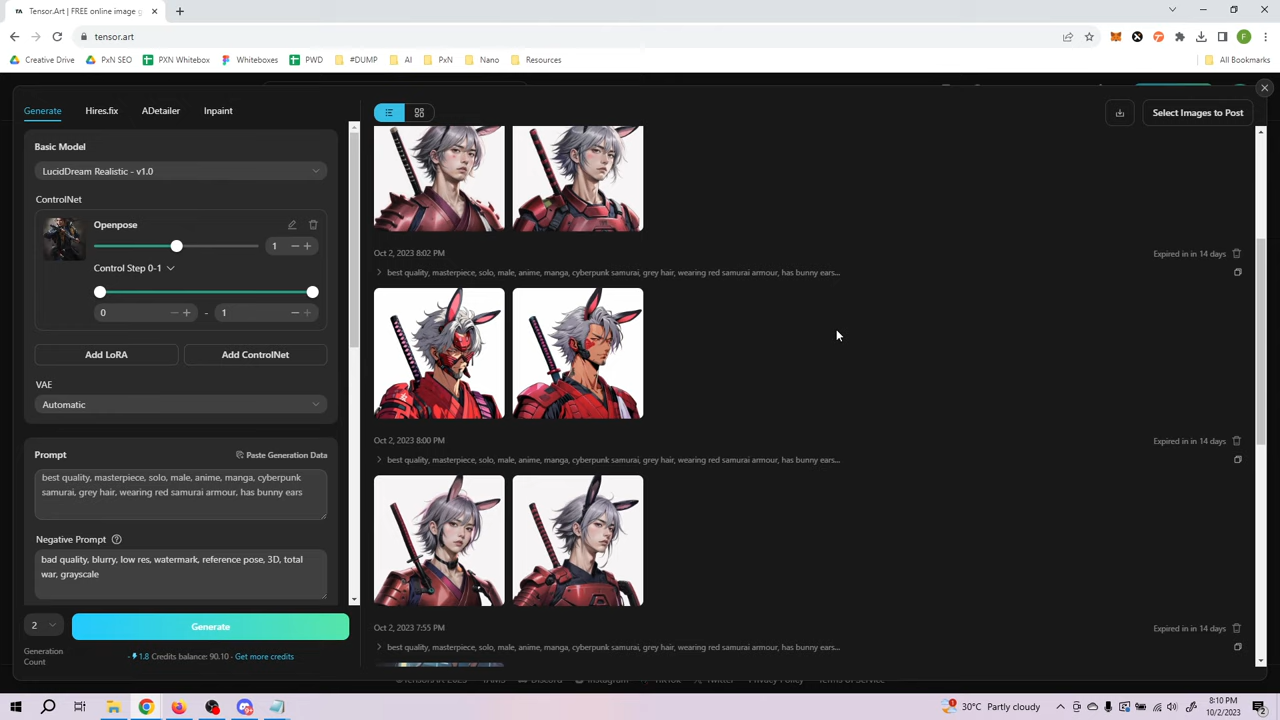 Tensor.Art | FREE online image g
tensor.art
Creative Drive
PXN SEO
PXN Whitebox
Whiteboxes
PWD
#DUMP
AI
PxN
Nano
Resources
All Bookmarks
Generate
Hires.fix
ADetailer
Inpaint
Select Images to Post
Basic Model
LucidDream Realistic - v1.0
ControlNet
Openpose
1
Control Step 0-1
0
-
1
Add LoRA
Add ControlNet
VAE
Automatic
Prompt
Paste Generation Data
best quality, masterpiece, solo, male, anime, manga, cyberpunk
samurai, grey hair, wearing red samurai armour, has bunny ears
Negative Prompt
bad quality, blurry, low res, watermark, reference pose, 3D, total
war, grayscale
2
Generate
Generation
Count
- 1.8 Credits balance: 90.10 · Get more credits
Oct 2, 2023 8:02 PM
Expired in in 14 days
best quality, masterpiece, solo, male, anime, manga, cyberpunk samurai, grey hair, wearing red samurai armour, has bunny ears...
Oct 2, 2023 8:00 PM
Expired in in 14 days
best quality, masterpiece, solo, male, anime, manga, cyberpunk samurai, grey hair, wearing red samurai armour, has bunny ears...
Oct 2, 2023 7:55 PM
Expired in in 14 days
best quality, masterpiece, solo, male, anime, manga, cyberpunk samurai, grey hair, wearing red samurai armour, has bunny ears...
30°C Partly cloudy
8:10 PM
10/2/2023